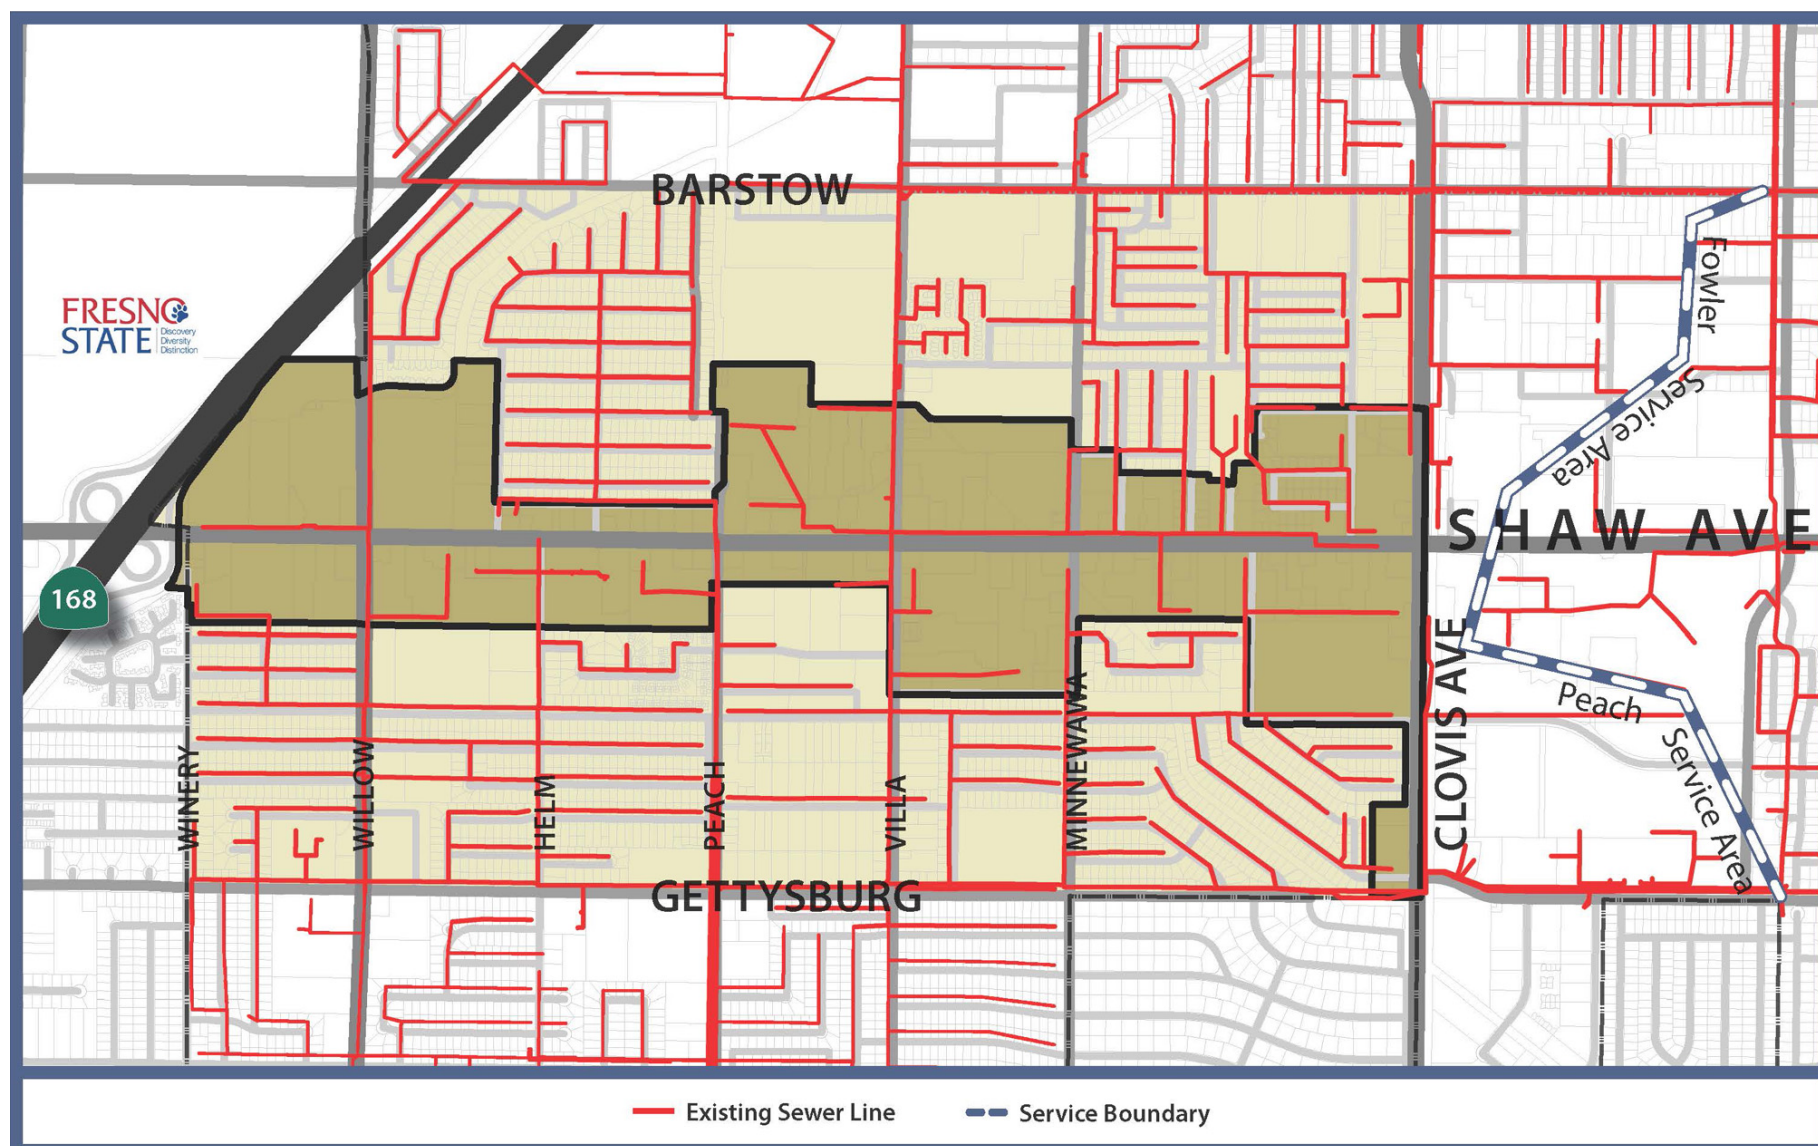 BARSTOW
FRESNO
STATE
Discovery
Diversity
Distinction
Fowler
Service Area
SHAW AVE
168
CLOVIS AVE
Peach
Service Area
WINERY
WILLOW
HELM
PEACH
VILLA
MINNEWAWA
GETTYSBURG
Existing Sewer Line
Service Boundary